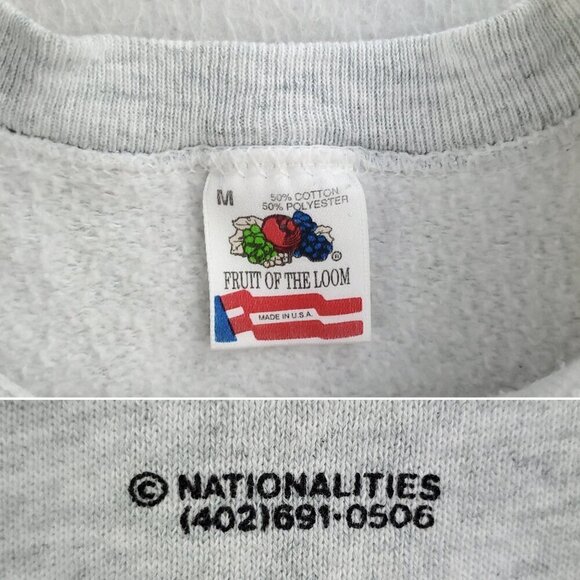 M
50% COTTON
50% POLYESTER
®
FRUIT OF THE LOOM
MADE IN U.S.A.
© NATIONALITIES
(402)691-0506